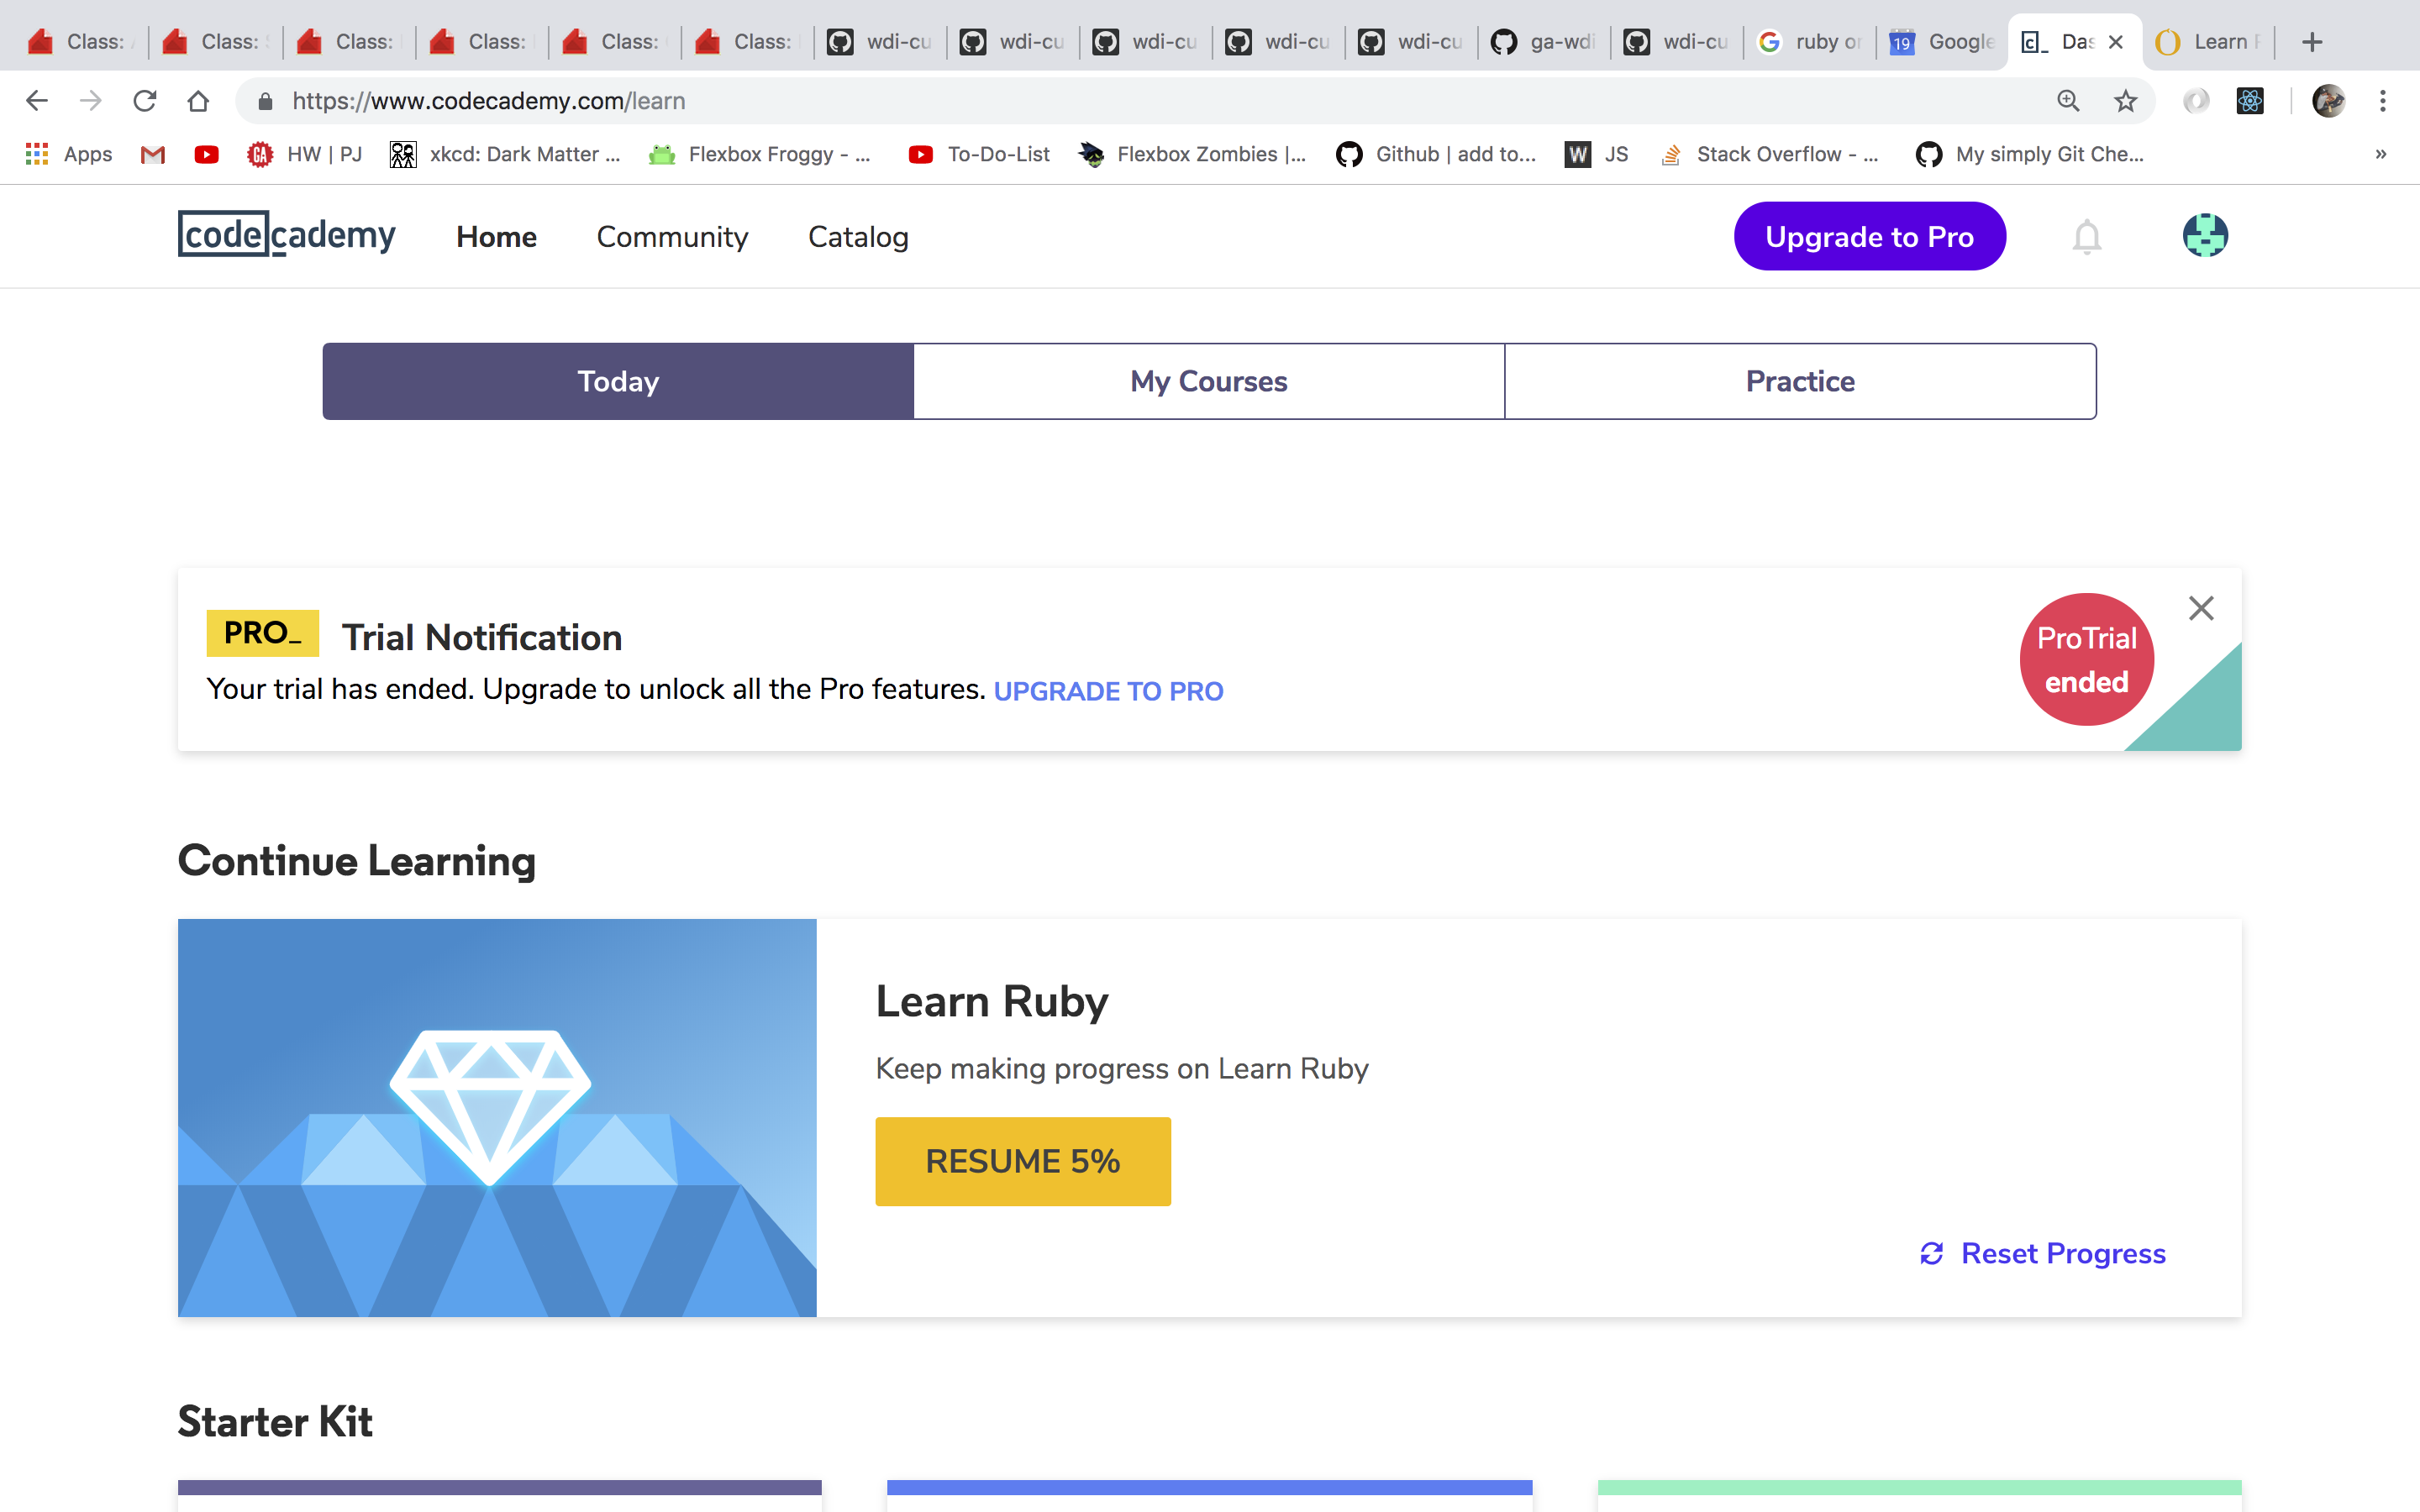 Class: Class: Class: Class: Class: Class: wdi-cu wdi-cu wdi-cu wdi-cu wdi-cu ga-wdi wdi-cu ruby 19 Google Das Learn
https://www.codecademy.com/learn
Apps HW | PJ xkcd: Dark Matter ... Flexbox Froggy - ... To-Do-List Flexbox Zombies |... Github | add to... W JS Stack Overflow - ... My simply Git Che... »
codecademy Home Community Catalog Upgrade to Pro
Today My Courses Practice
PRO_ Trial Notification
Your trial has ended. Upgrade to unlock all the Pro features. UPGRADE TO PRO
ProTrial
ended
Continue Learning
Learn Ruby
Keep making progress on Learn Ruby
RESUME 5%
Reset Progress
Starter Kit